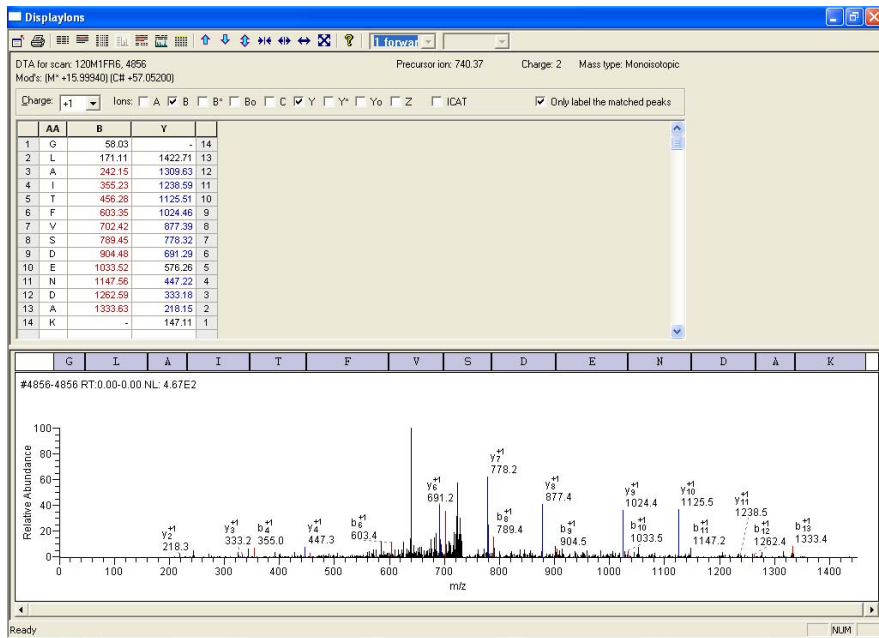 DisplayIons
1 forwar
DTA for scan: 120M1FR6, 4856 Precursor ion: 740.37 Charge: 2 Mass type: Monoisotopic
Mod's: (M* +15.99940) (C# +57.05200)
Charge: +1 Ions: A B B* Bo C Y Y* Yo Z ICAT Only label the matched peaks
AA B Y
1 G 58.03 - 14
2 L 171.11 1422.71 13
3 A 242.15 1309.63 12
4 I 355.23 1238.59 11
5 T 456.28 1125.51 10
6 F 603.35 1024.46 9
7 V 702.42 877.39 8
8 S 789.45 778.32 7
9 D 904.48 691.29 6
10 E 1033.52 576.26 5
11 N 1147.56 447.22 4
12 D 1262.59 333.18 3
13 A 1333.63 218.15 2
14 K - 147.11 1
G L A I T F V S D E N D A K
#4856-4856 RT:0.00-0.00 NL: 4.67E2
Relative Abundance
100
80
60
40
20
0
y2+1
218.3
y3+1
333.2
b4+1
355.0
y4+1
447.3
b6+1
603.4
y6+1
691.2
y7+1
778.2
b8+1
789.4
y8+1
877.4
b9+1
904.5
y9+1
1024.4
b10+1
1033.5
y10+1
1125.5
b11+1
1147.2
y11+1
1238.5
b12+1
1262.4
b13+1
1333.4
0 100 200 300 400 500 600 700 800 900 1000 1100 1200 1300 1400
m/z
Ready NUM